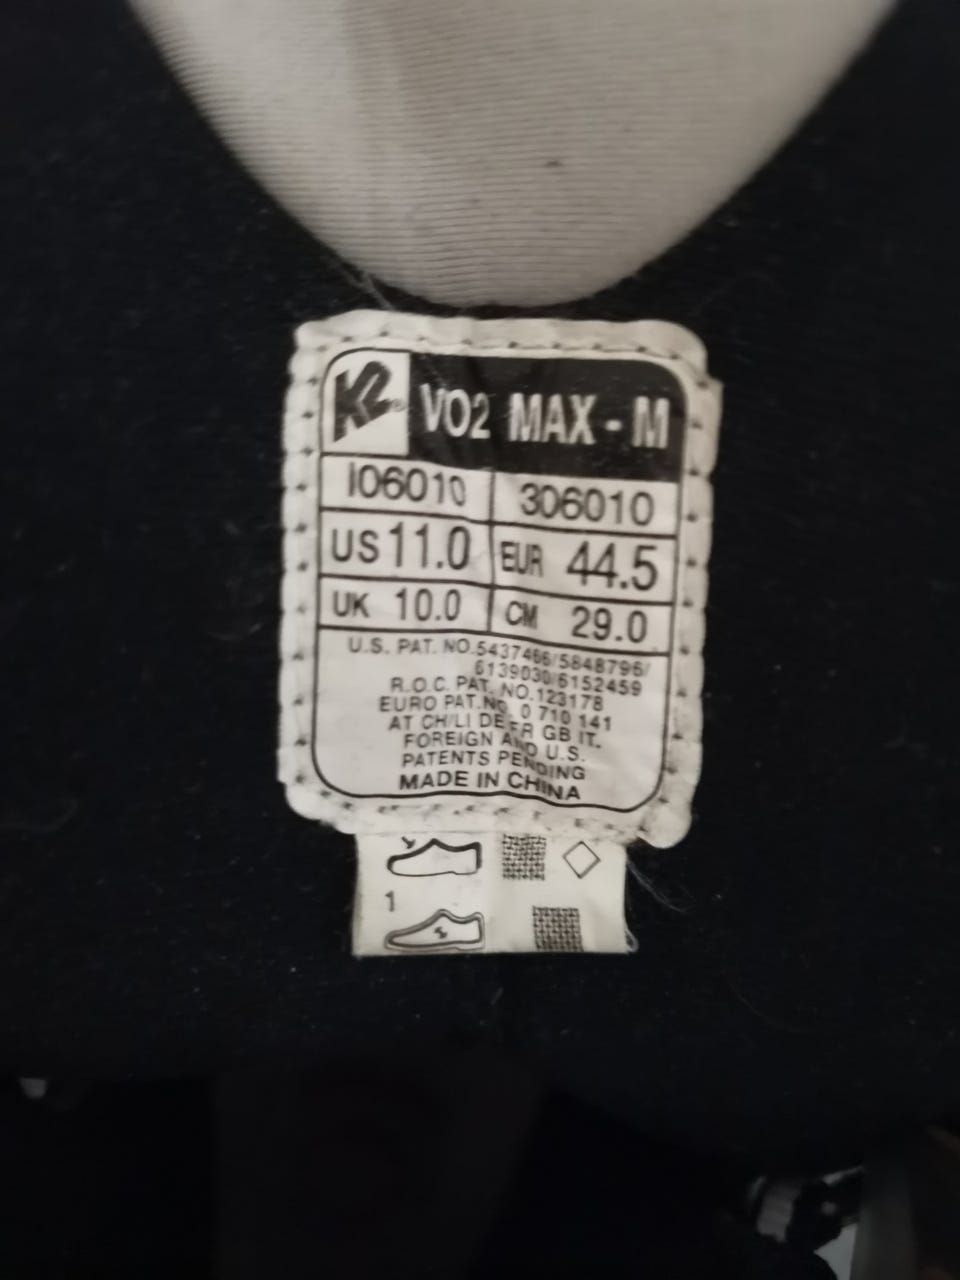 K2® VO2 MAX - M
I06010 306010
US 11.0 EUR 44.5
UK 10.0 CM 29.0
U.S. PAT. NO.5437466/5848796/
6139030/6152459
R.O.C. PAT. NO.123178
EURO PAT.NO. 0 710 141
AT CH/LI DE FR GB IT.
FOREIGN AND U.S.
PATENTS PENDING
MADE IN CHINA
1